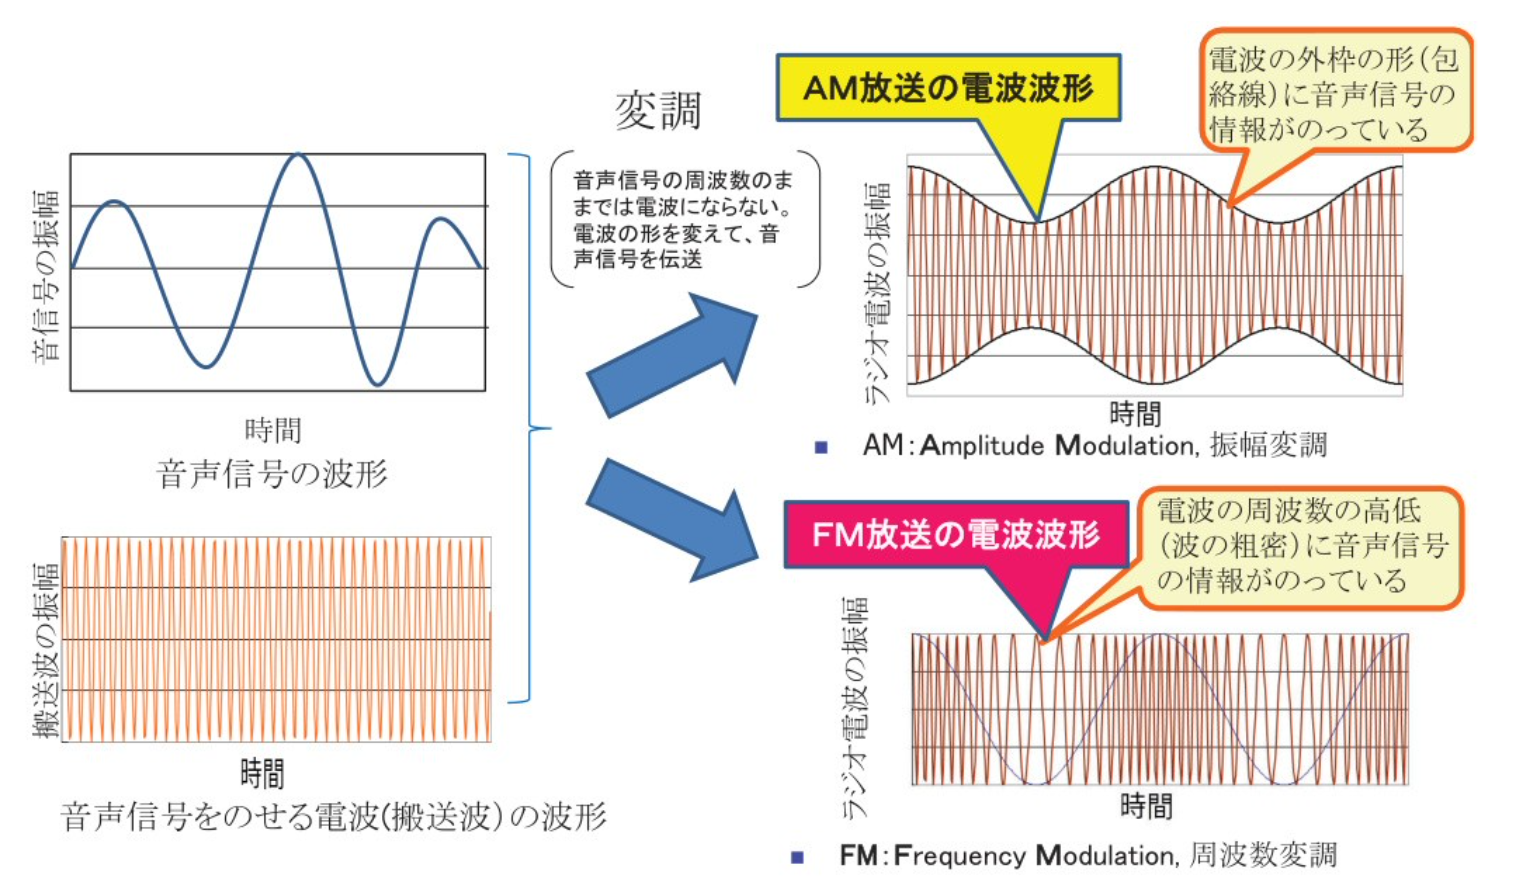 音信号の振幅
時間
音声信号の波形
搬送波の振幅
時間
音声信号をのせる電波(搬送波)の波形
変調
音声信号の周波数のま
までは電波にならない。
電波の形を変えて、音
声信号を伝送
AM放送の電波波形
電波の外枠の形(包
絡線)に音声信号の
情報がのっている
ラジオ電波の振幅
時間
■ AM:Amplitude Modulation, 振幅変調
FM放送の電波波形
電波の周波数の高低
(波の粗密)に音声信号
の情報がのっている
ラジオ電波の振幅
時間
■ FM:Frequency Modulation, 周波数変調